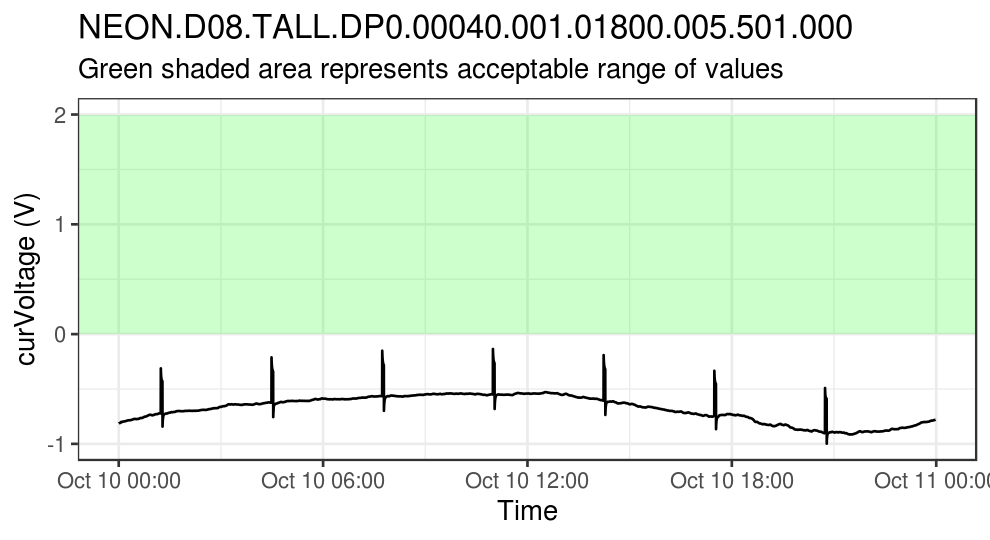 NEON.D08.TALL.DP0.00040.001.01800.005.501.000
Green shaded area represents acceptable range of values
curVoltage (V)
2
1
0
-1
Oct 10 00:00 Oct 10 06:00 Oct 10 12:00 Oct 10 18:00 Oct 11 00:00
Time